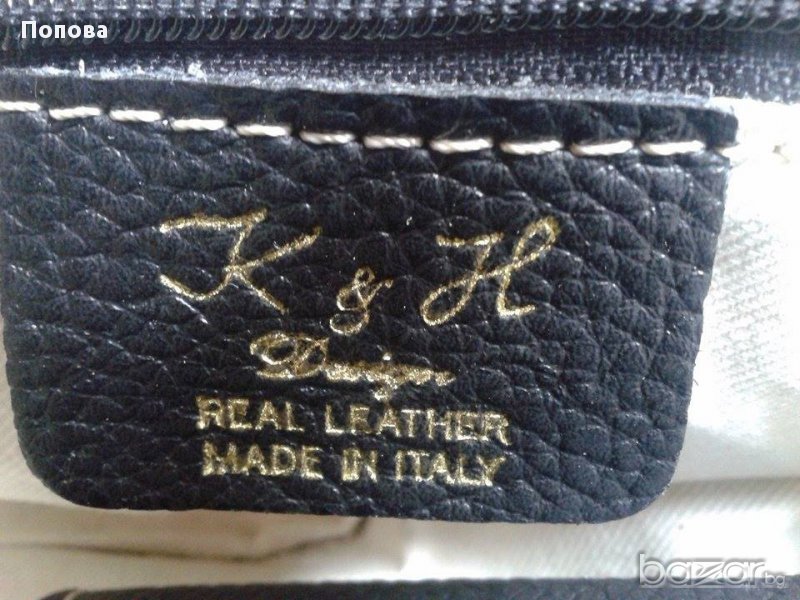 Попова
K & H
Design
REAL LEATHER
MADE IN ITALY
bazar.bg